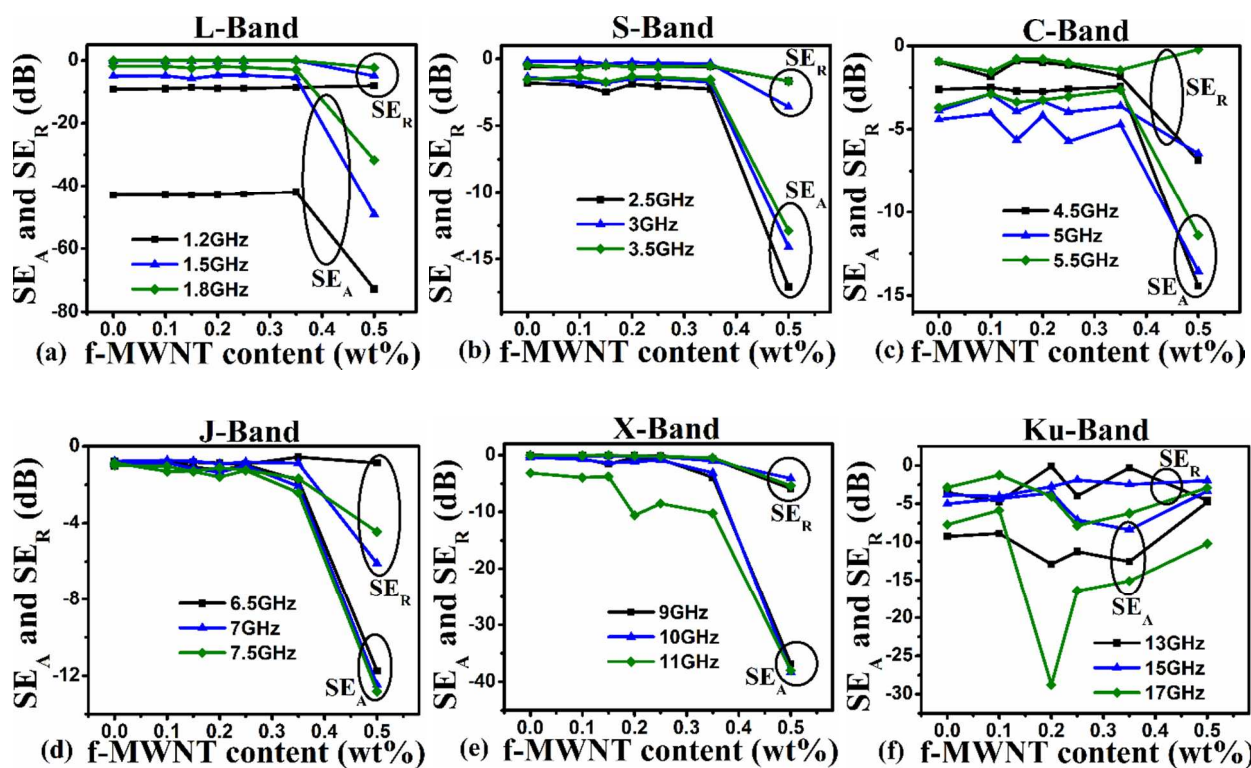 L-Band
SE_A and SE_R (dB)
0
-20
-40
-60
-80
SE_R
SE_A
1.2GHz
1.5GHz
1.8GHz
0.0 0.1 0.2 0.3 0.4 0.5
(a) f-MWNT content (wt%)
S-Band
SE_A and SE_R (dB)
0
-5
-10
-15
SE_R
SE_A
2.5GHz
3GHz
3.5GHz
0.0 0.1 0.2 0.3 0.4 0.5
(b) f-MWNT content (wt%)
C-Band
SE_A and SE_R (dB)
0
-5
-10
-15
SE_R
4.5GHz
5GHz
5.5GHz
SE_A
0.0 0.1 0.2 0.3 0.4 0.5
(c) f-MWNT content (wt%)
J-Band
SE_A and SE_R (dB)
0
-4
-8
-12
SE_R
6.5GHz
7GHz
7.5GHz
SE_A
0.0 0.1 0.2 0.3 0.4 0.5
(d) f-MWNT content (wt%)
X-Band
SE_A and SE_R (dB)
0
-10
-20
-30
-40
SE_R
9GHz
10GHz
11GHz
SE_A
0.0 0.1 0.2 0.3 0.4 0.5
(e) f-MWNT content (wt%)
Ku-Band
SE_A and SE_R (dB)
0
-5
-10
-15
-20
-25
-30
SE_R
SE_A
13GHz
15GHz
17GHz
0.0 0.1 0.2 0.3 0.4 0.5
(f) f-MWNT content (wt%)